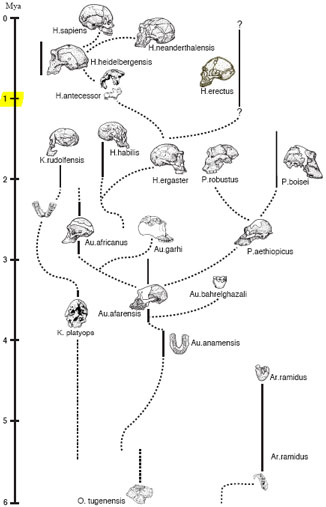 Mya
0
?
H.sapiens
H.neanderthalensis
H.heidelbergensis
H.erectus
H.antecessor
1
?
K.rudolfensis
H.habilis
H.ergaster
P.robustus
P.boisei
2
Au.africanus
Au.garhi
P.aethiopicus
3
Au.bahrelghazali
Au.afarensis
K. platyops
Au.anamensis
4
Ar.ramidus
5
Ar.ramidus
O. tugenensis
6